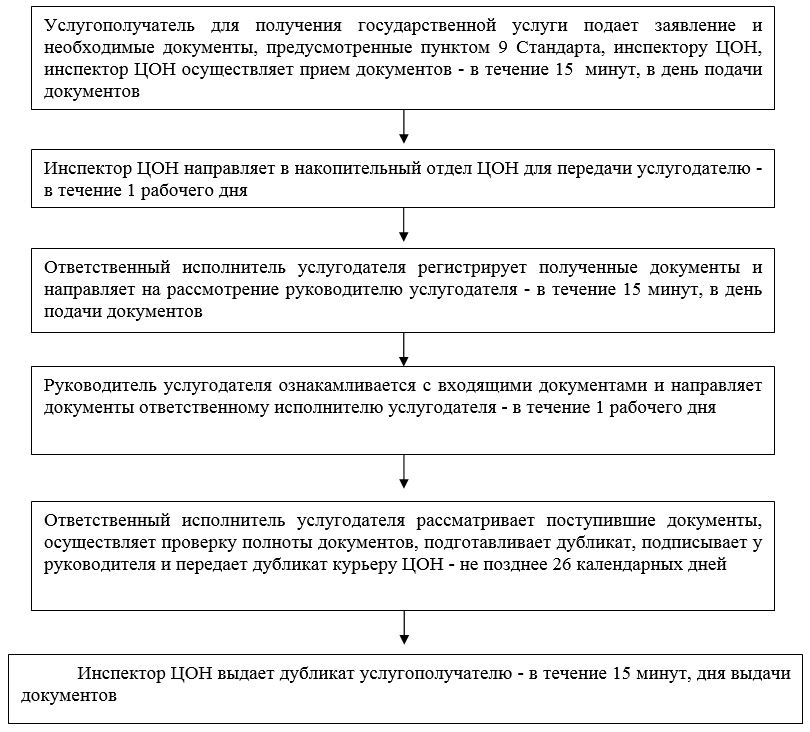 Услугополучатель для получения государственной услуги подает заявление и
необходимые документы, предусмотренные пунктом 9 Стандарта, инспектору ЦОН,
инспектор ЦОН осуществляет прием документов - в течение 15 минут, в день подачи
документов
Инспектор ЦОН направляет в накопительный отдел ЦОН для передачи услугодателю -
в течение 1 рабочего дня
Ответственный исполнитель услугодателя регистрирует полученные документы и
направляет на рассмотрение руководителю услугодателя - в течение 15 минут, в день
подачи документов
Руководитель услугодателя ознакамливается с входящими документами и направляет
документы ответственному исполнителю услугодателя - в течение 1 рабочего дня
Ответственный исполнитель услугодателя рассматривает поступившие документы,
осуществляет проверку полноты документов, подготавливает дубликат, подписывает у
руководителя и передает дубликат курьеру ЦОН - не позднее 26 календарных дней
Инспектор ЦОН выдает дубликат услугополучателю - в течение 15 минут, дня выдачи
документов